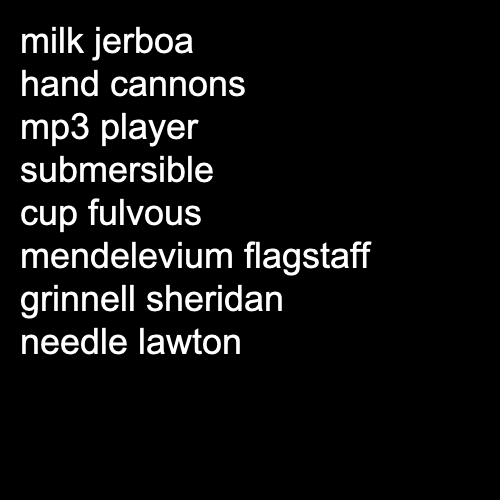 milk jerboa
hand cannons
mp3 player
submersible
cup fulvous
mendelevium flagstaff
grinnell sheridan
needle lawton